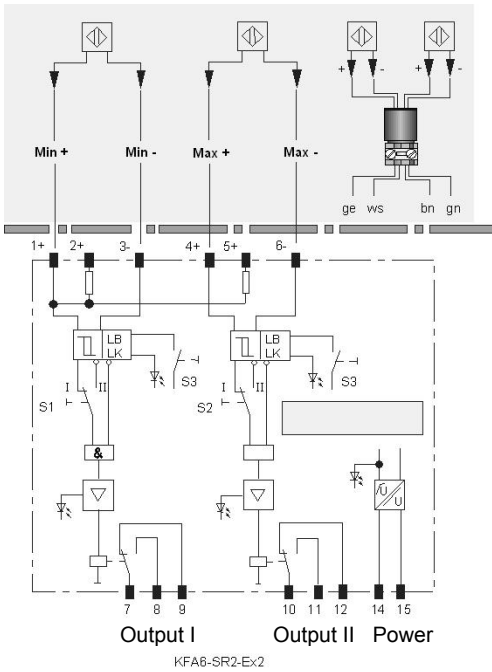 + - + -
Min + Min - Max + Max -
ge ws bn gn
1+ 2+ 3- 4+ 5+ 6-
LB LB
LK LK
I II S3 I II S3
S1 S2
&
U
U
7 8 9 10 11 12 14 15
Output I Output II Power
KFA6-SR2-Ex2